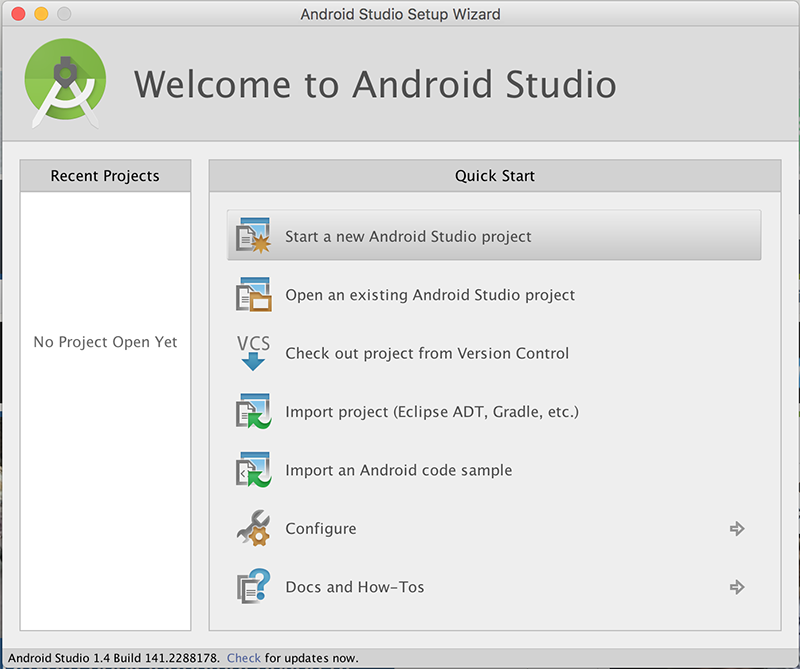 Android Studio Setup Wizard
Welcome to Android Studio
Recent Projects
No Project Open Yet
Quick Start
Start a new Android Studio project
Open an existing Android Studio project
VCS
Check out project from Version Control
Import project (Eclipse ADT, Gradle, etc.)
Import an Android code sample
Configure
Docs and How-Tos
Android Studio 1.4 Build 141.2288178. Check for updates now.